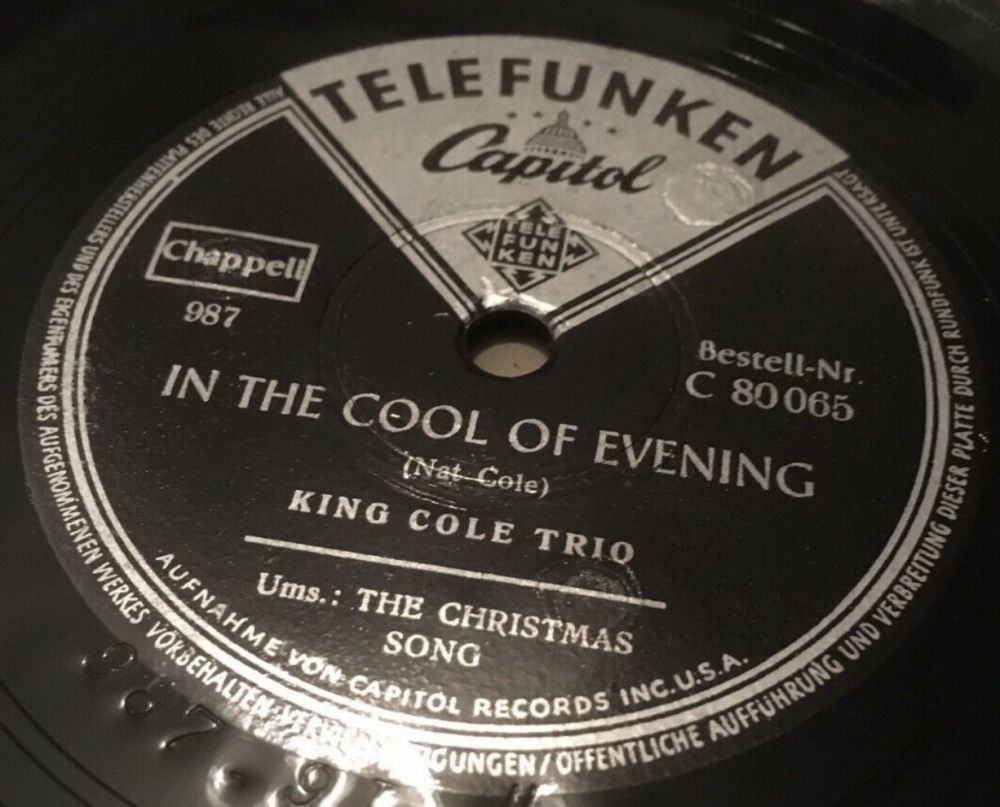 TELEFUNKEN
Capitol
TELE
FUN
KEN
Chappell
987
Bestell-Nr.
C 80065
IN THE COOL OF EVENING
(Nat Cole)
KING COLE TRIO
Ums.: THE CHRISTMAS
SONG
AUFNAHME VON CAPITOL RECORDS INC. U.S.A.
ALLE RECHTE DES PLATTENHERSTELLERS UND DES EIGENTÜMERS DES AUFGENOMMENEN WERKES VORBEHALTEN / ÖFFENTLICHE AUFFÜHRUNG UND VERBREITUNG DIESER PLATTE DURCH RUNDFUNK IST UNTERSAGT
987